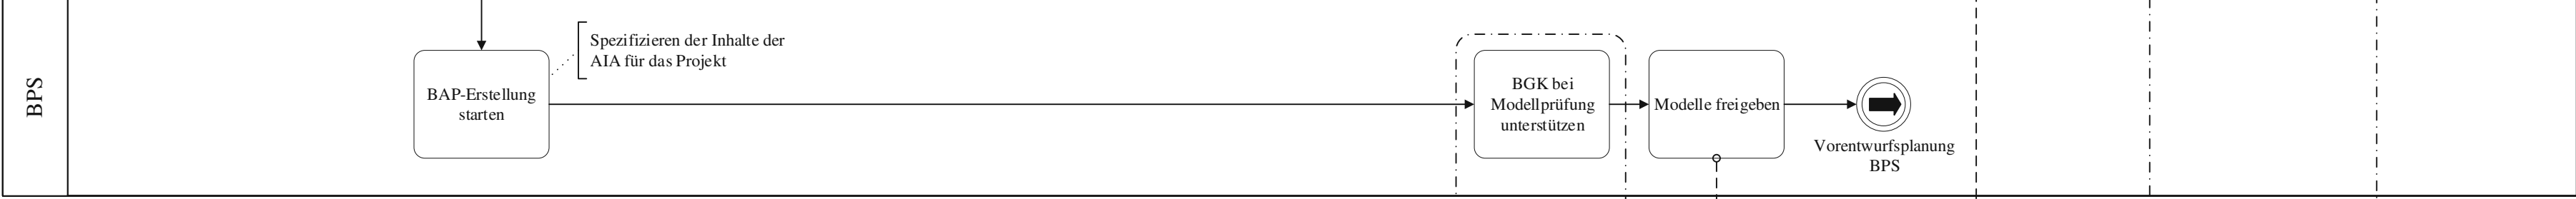 BPS
BAP-Erstellung
starten
Spezifizieren der Inhalte der
AIA für das Projekt
BGK bei
Modellprüfung
unterstützen
Modelle freigeben
Vorentwurfsplanung
BPS